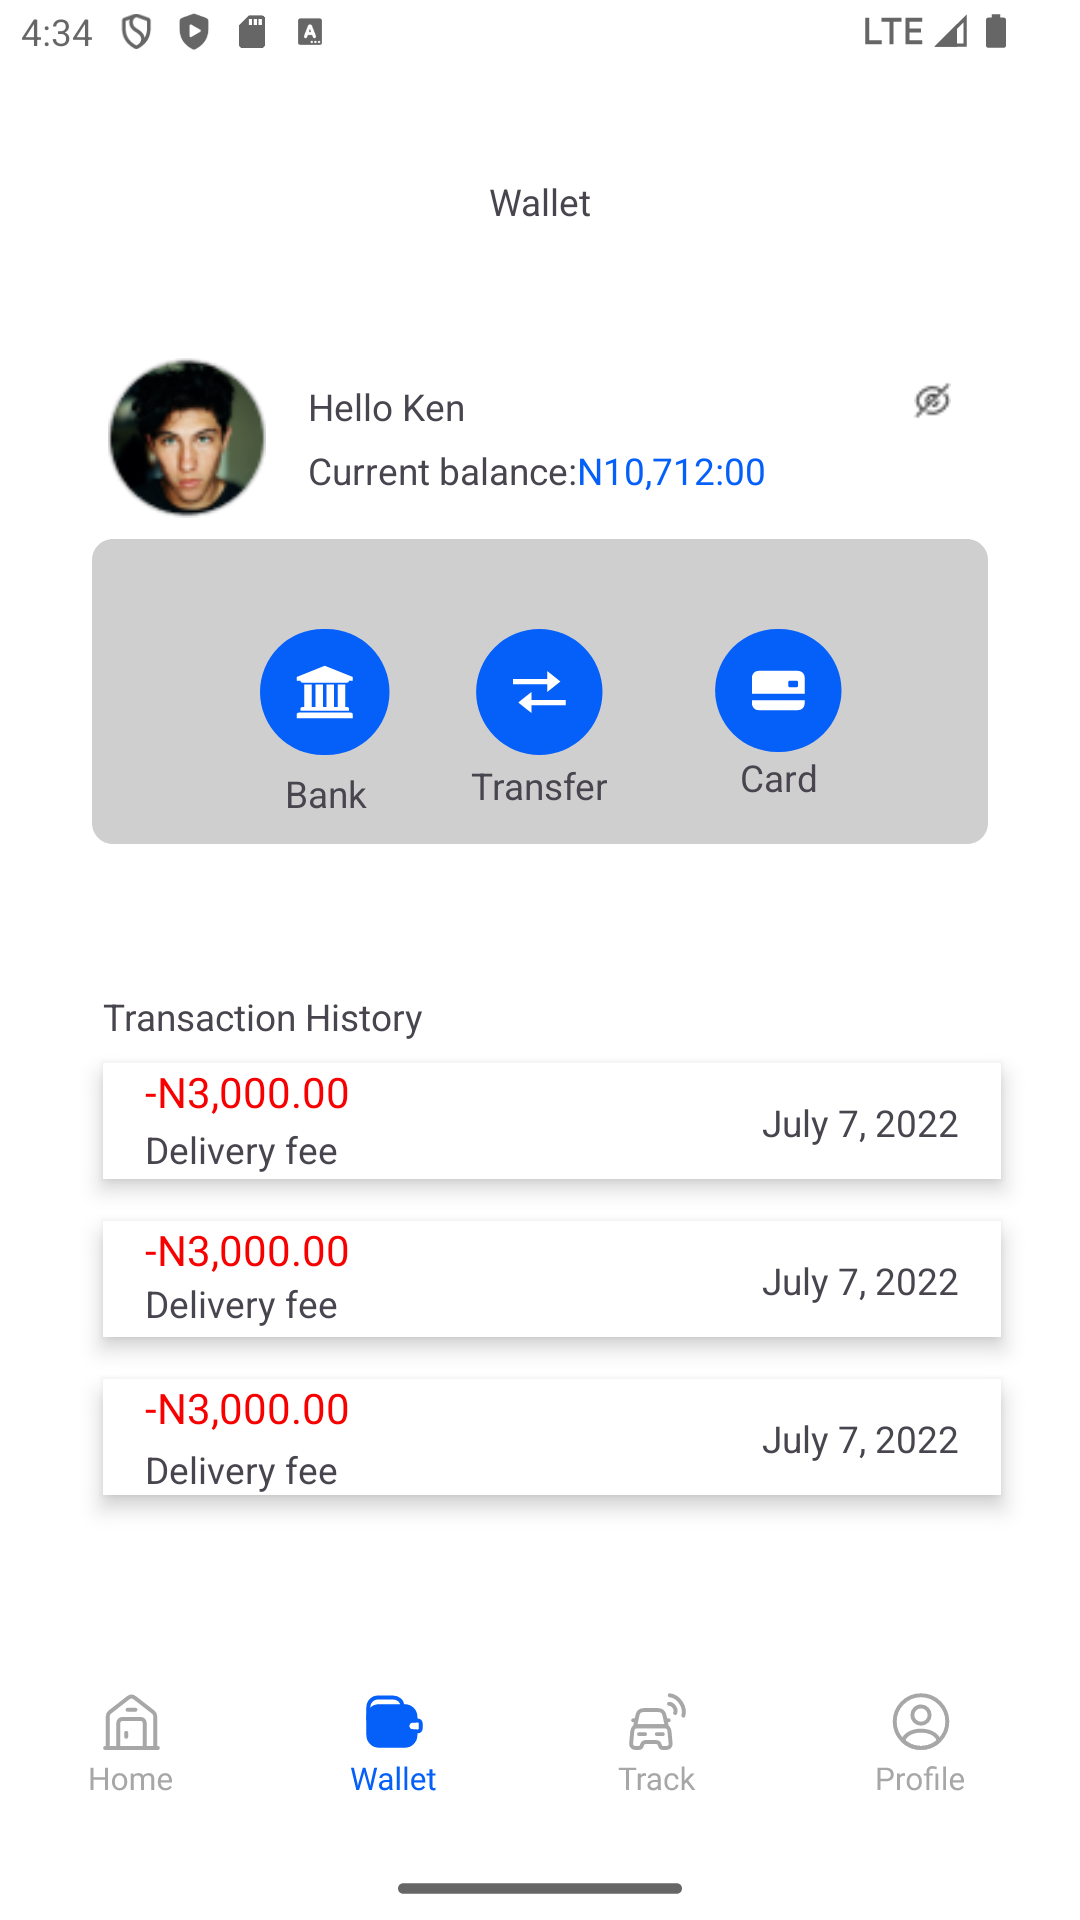 4:34
A
LTE
Wallet
Hello Ken
Current balance:N10,712:00
Bank
Transfer
Card
Transaction History
-N3,000.00
Delivery fee
July 7, 2022
-N3,000.00
Delivery fee
July 7, 2022
-N3,000.00
Delivery fee
July 7, 2022
Home
Wallet
Track
Profile